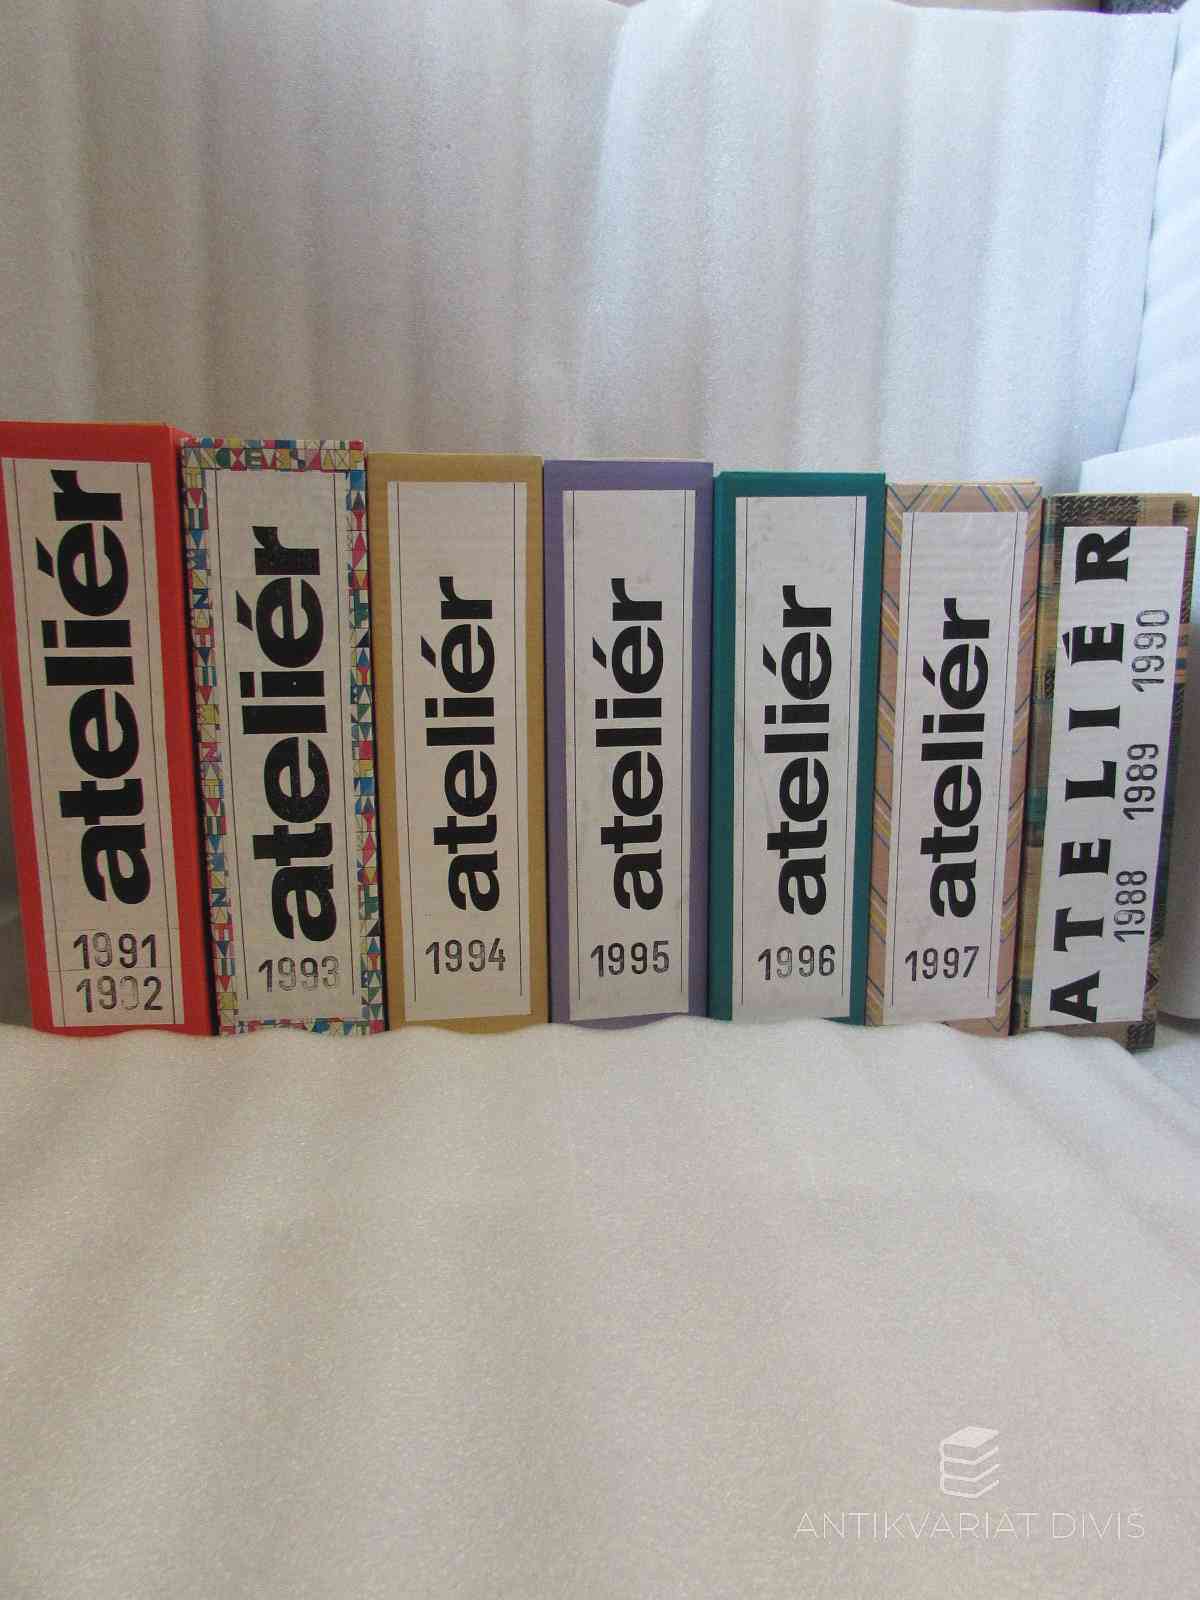 ateliér
1991
1992
ateliér
1993
ateliér
1994
ateliér
1995
ateliér
1996
ateliér
1997
ATELIÉR
1988 1989 1990
ANTIKVARIAT DIVIŠ